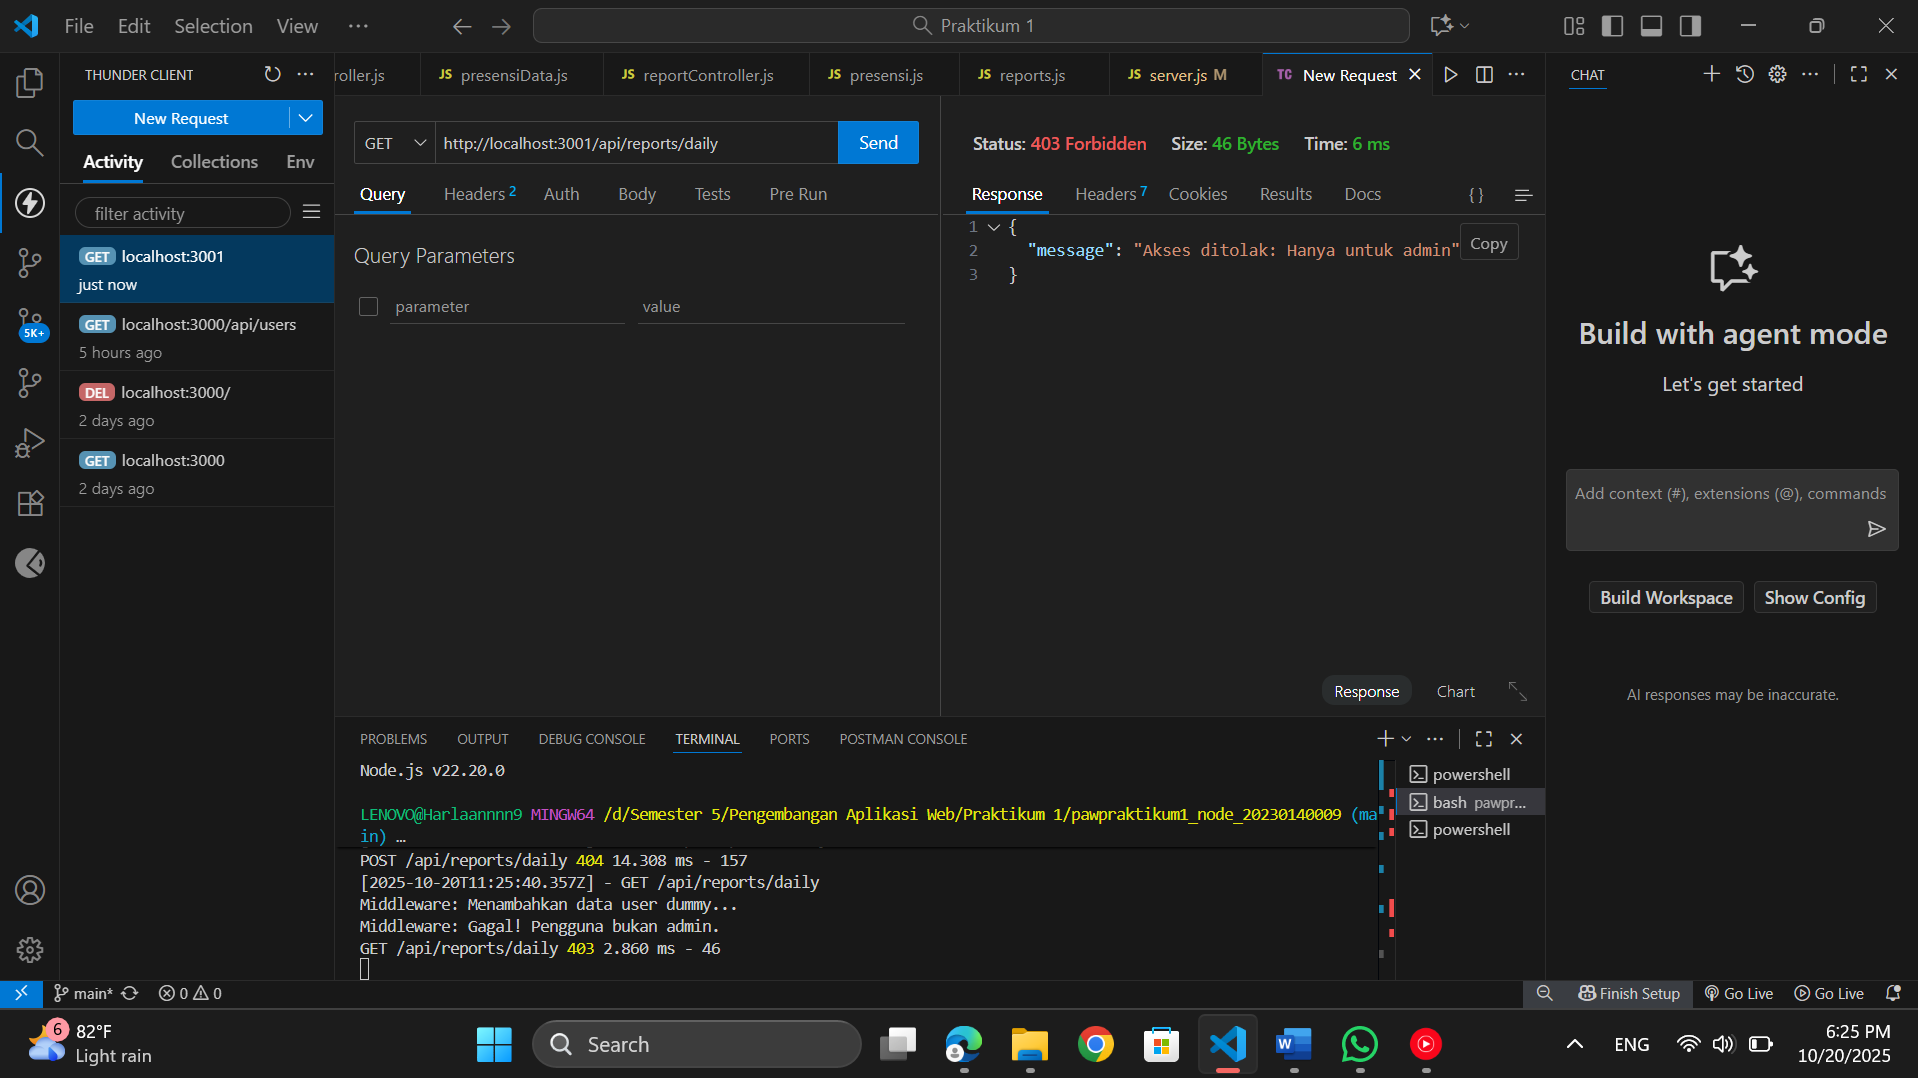 File Edit Selection View ··· Praktikum 1
THUNDER CLIENT
roller.js JS presensiData.js JS reportController.js JS presensi.js JS reports.js JS server.js M TC New Request
CHAT
New Request
Activity Collections Env
filter activity
GET localhost:3001
just now
GET localhost:3000/api/users
5 hours ago
DEL localhost:3000/
2 days ago
GET localhost:3000
2 days ago
5K+
GET http://localhost:3001/api/reports/daily Send
Query Headers 2 Auth Body Tests Pre Run
Query Parameters
parameter value
Status: 403 Forbidden Size: 46 Bytes Time: 6 ms
Response Headers 7 Cookies Results Docs { }
1 {
2 "message": "Akses ditolak: Hanya untuk admin"
3 }
Copy
Response Chart
Build with agent mode
Let's get started
Add context (#), extensions (@), commands
Build Workspace Show Config
AI responses may be inaccurate.
PROBLEMS OUTPUT DEBUG CONSOLE TERMINAL PORTS POSTMAN CONSOLE
Node.js v22.20.0
LENOVO@Harlaannnn9 MINGW64 /d/Semester 5/Pengembangan Aplikasi Web/Praktikum 1/pawpraktikum1_node_20230140009 (ma
in) …
POST /api/reports/daily 404 14.308 ms - 157
[2025-10-20T11:25:40.357Z] - GET /api/reports/daily
Middleware: Menambahkan data user dummy...
Middleware: Gagal! Pengguna bukan admin.
GET /api/reports/daily 403 2.860 ms - 46
powershell
bash pawpr...
powershell
main* 0 0 Finish Setup Go Live Go Live
6 82°F
Light rain
Search
ENG
6:25 PM
10/20/2025